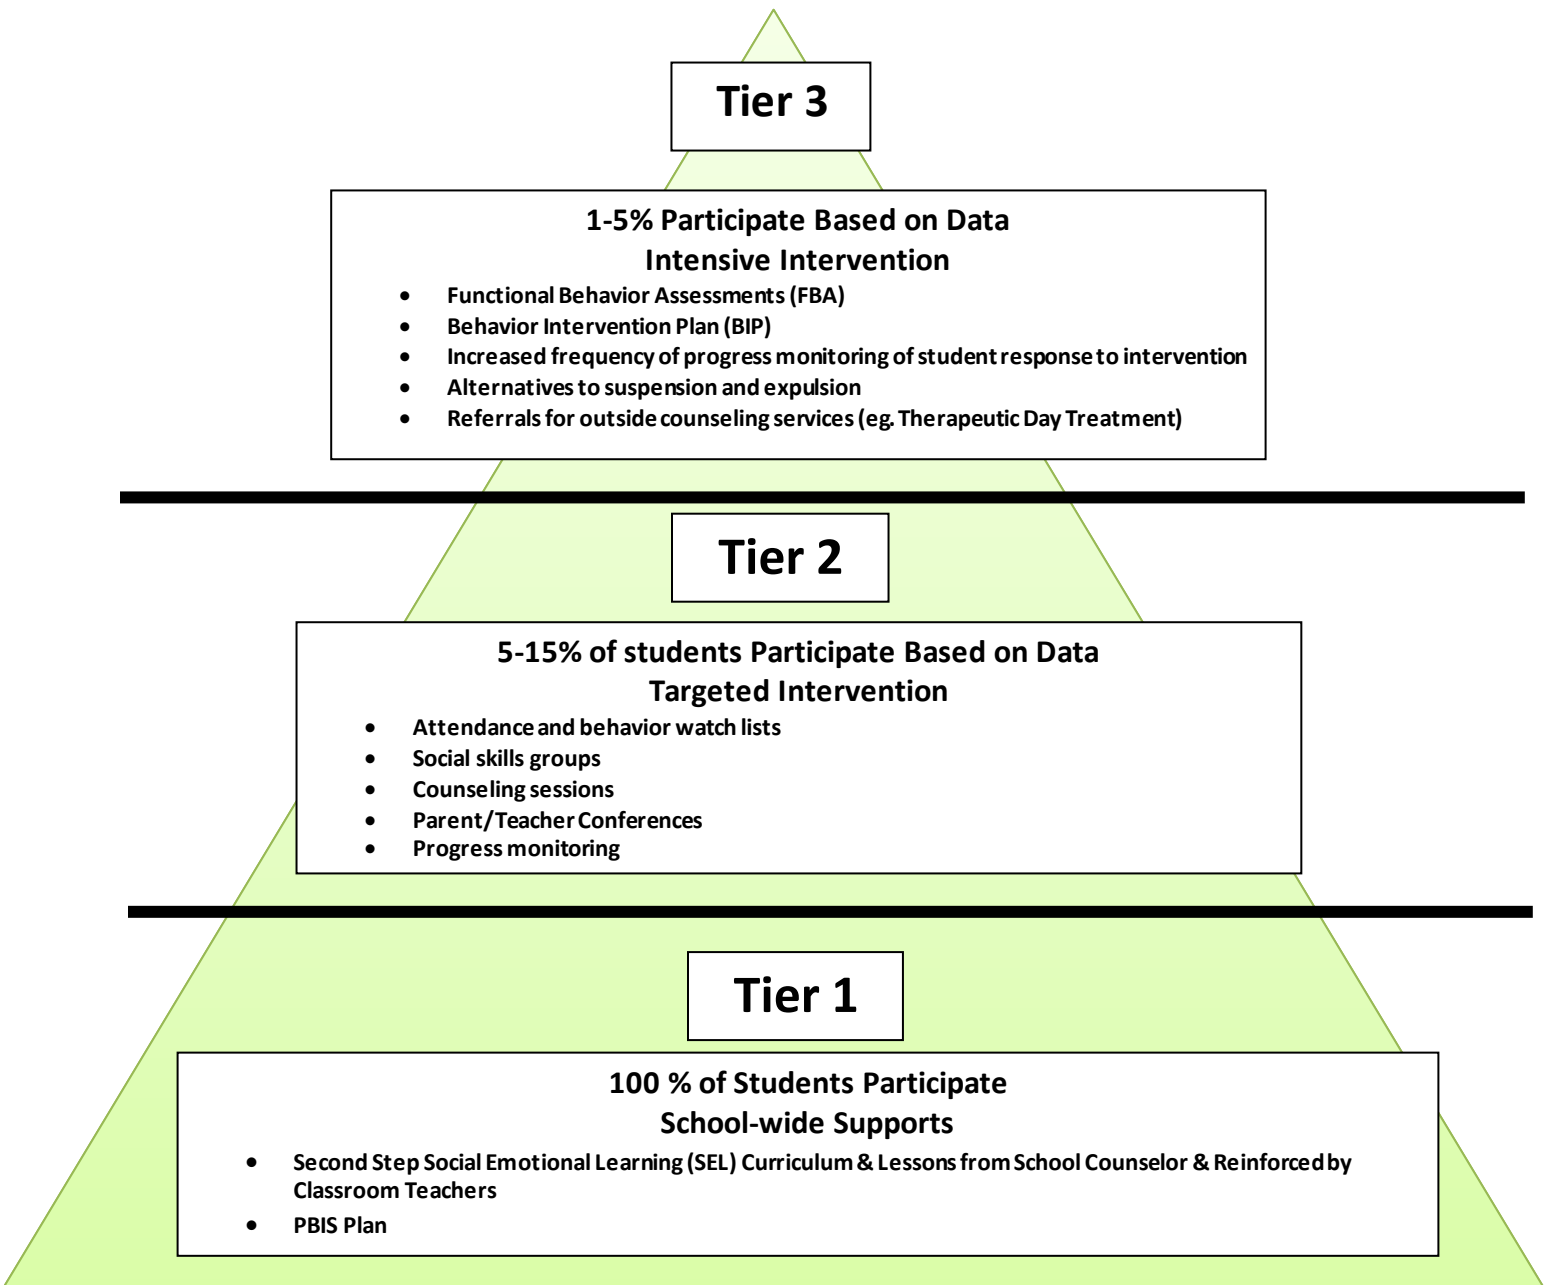 Tier 3
1-5% Participate Based on Data
Intensive Intervention
• Functional Behavior Assessments (FBA)
• Behavior Intervention Plan (BIP)
• Increased frequency of progress monitoring of student response to intervention
• Alternatives to suspension and expulsion
• Referrals for outside counseling services (eg. Therapeutic Day Treatment)
Tier 2
5-15% of students Participate Based on Data
Targeted Intervention
• Attendance and behavior watch lists
• Social skills groups
• Counseling sessions
• Parent/Teacher Conferences
• Progress monitoring
Tier 1
100 % of Students Participate
School-wide Supports
• Second Step Social Emotional Learning (SEL) Curriculum & Lessons from School Counselor & Reinforced by
Classroom Teachers
• PBIS Plan